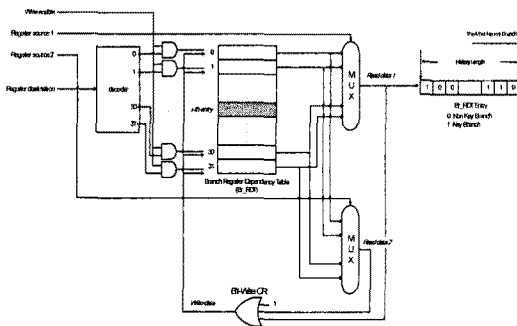 Write enable
Register source 1
Register source 2
Register destination
decoder
0
1
30
31
0
1
x-th entry
30
31
Branch Register Dependency Table
(Br_RDT)
M
U
X
Read data 1
M
U
X
Read data 2
Bit-Wise OR
1
Write data
History Length
1 0 0 1 1 0
Br_RDT Entry
0 Non Key Branch
1 Key Branch